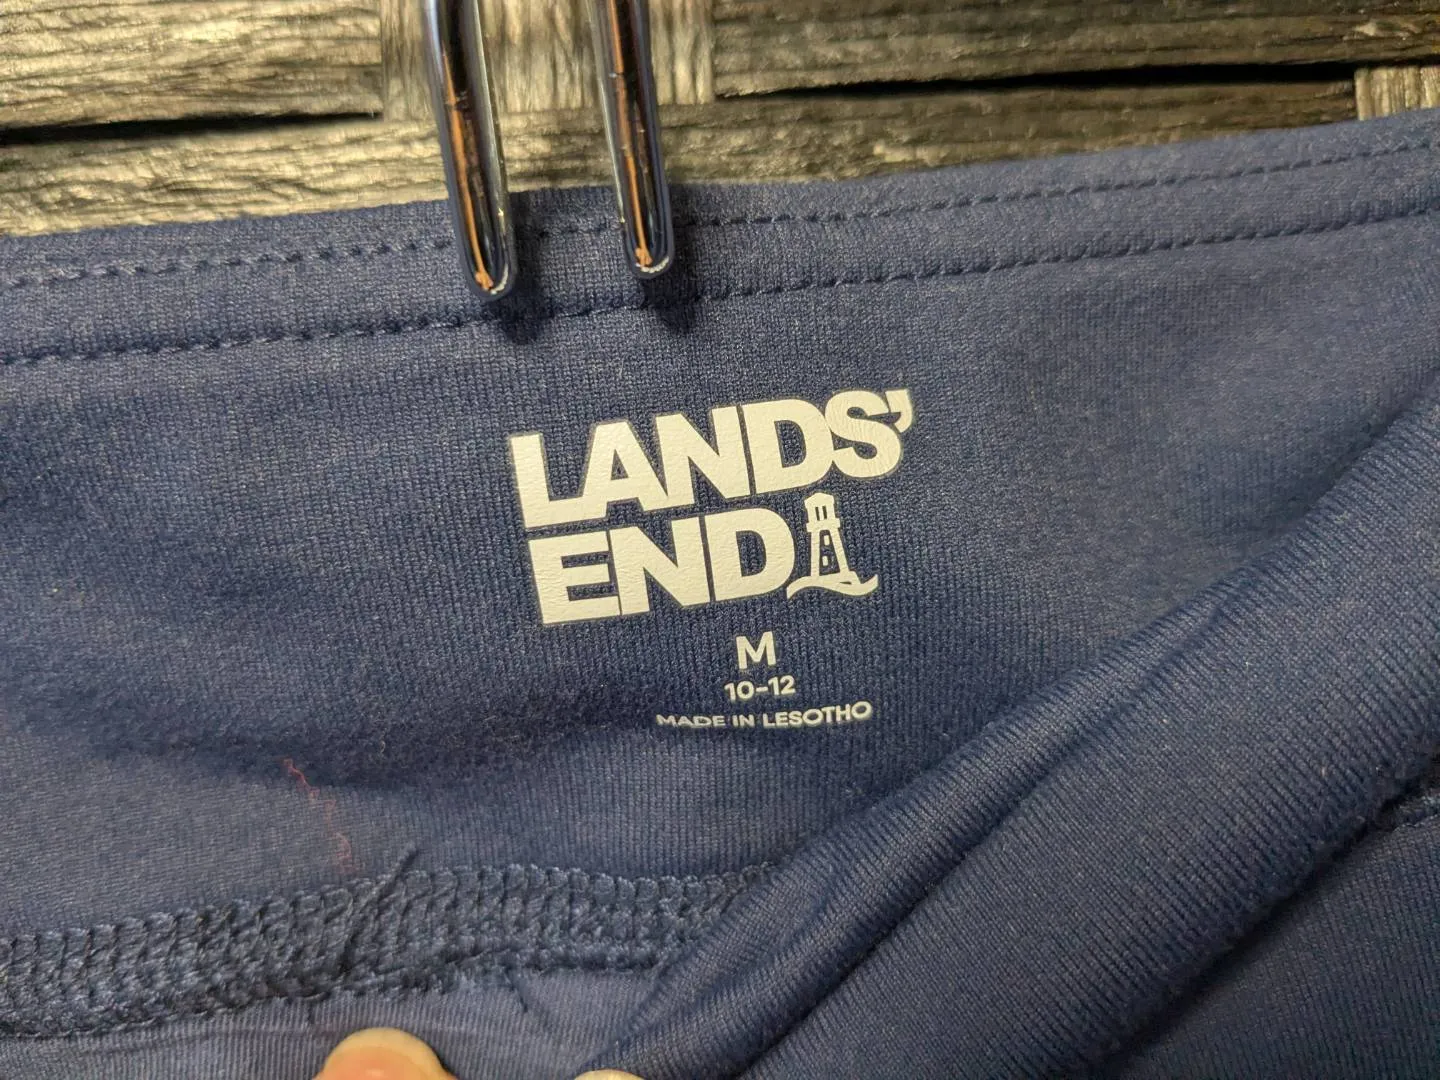 LANDS'
END
M
10-12
MADE IN LESOTHO